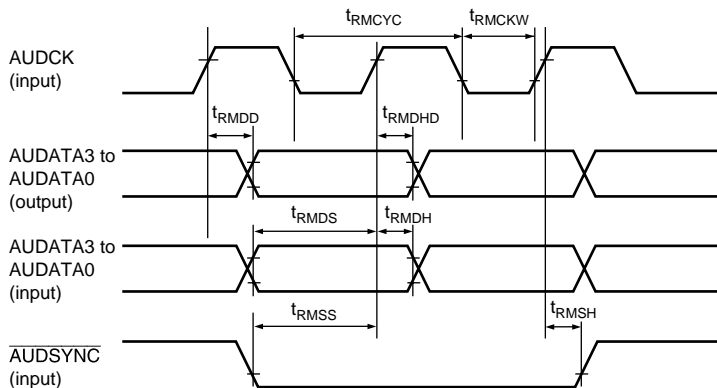 tRMCYC
tRMCKW
AUDCK
(input)
tRMDD
tRMDHD
AUDATA3 to
AUDATA0
(output)
tRMDS
tRMDH
AUDATA3 to
AUDATA0
(input)
tRMSS
tRMSH
AUDSYNC
(input)